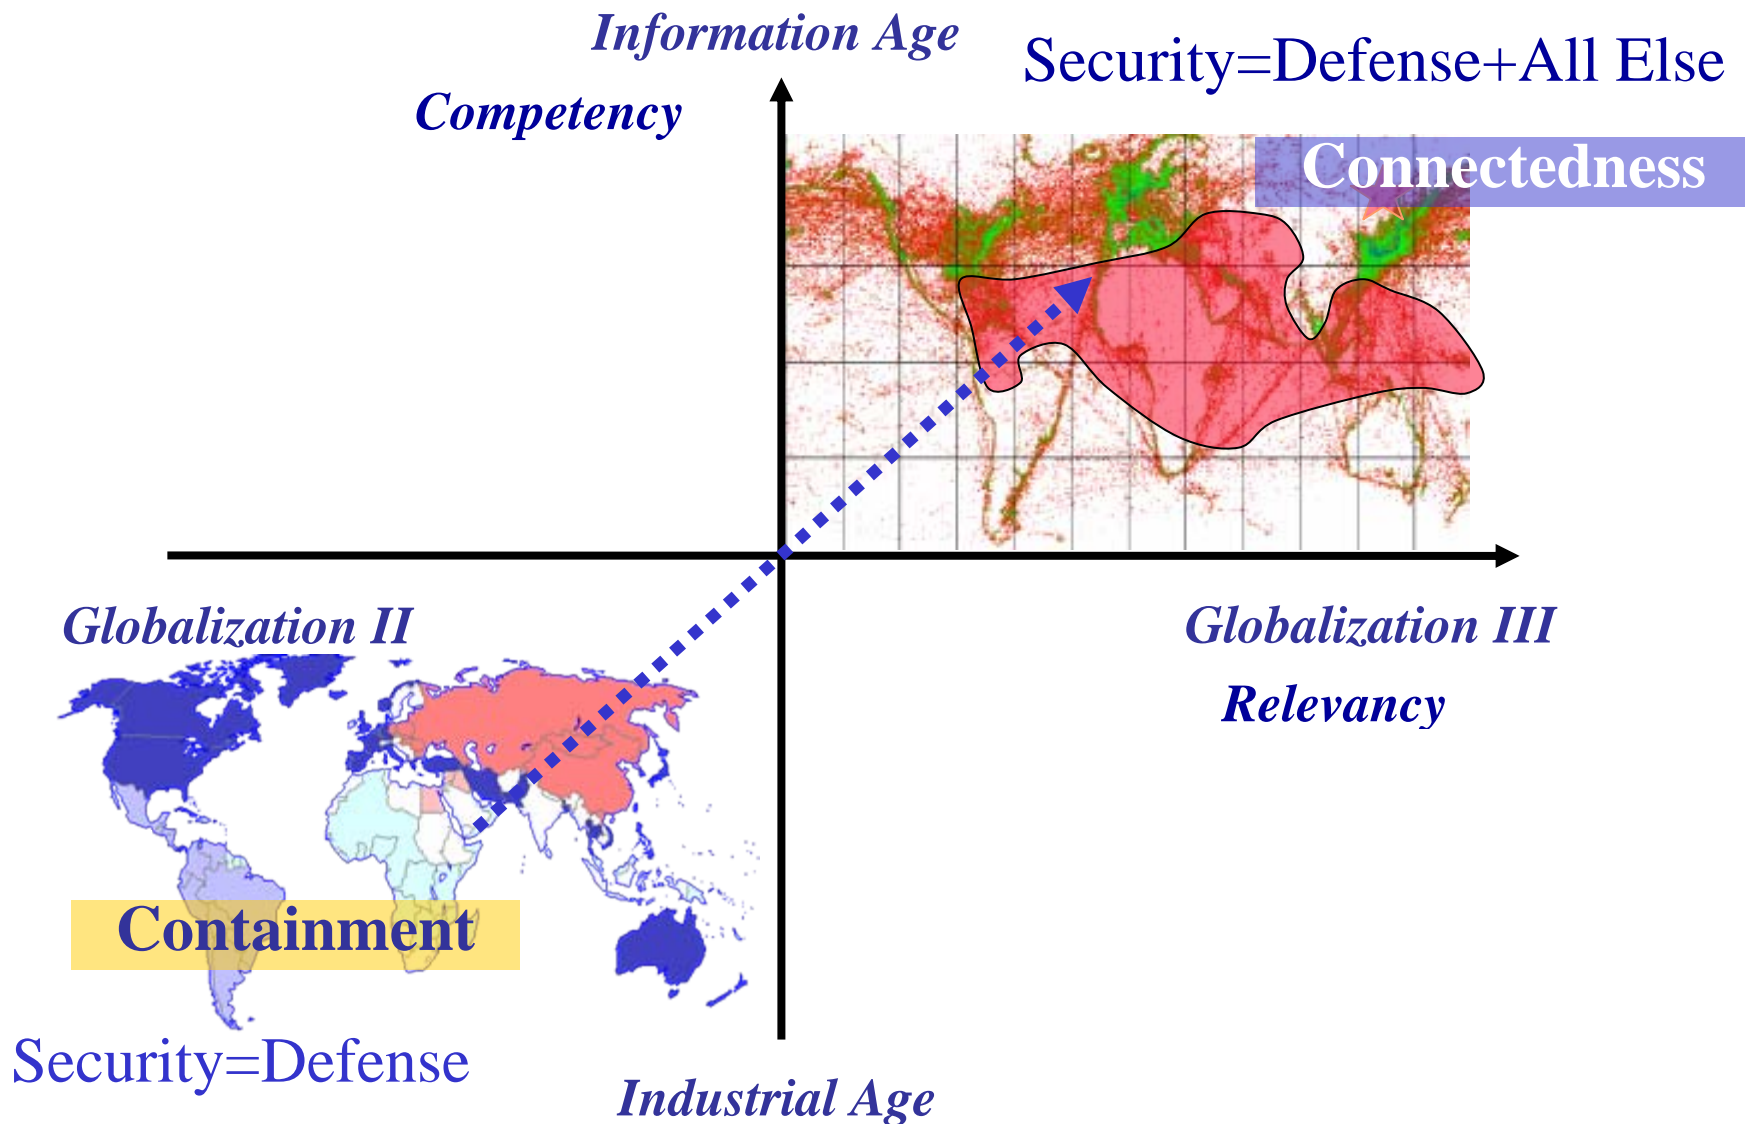 Information Age
Security=Defense+All Else
Competency
Connectedness
Globalization II
Globalization III
Relevancy
Containment
Security=Defense
Industrial Age